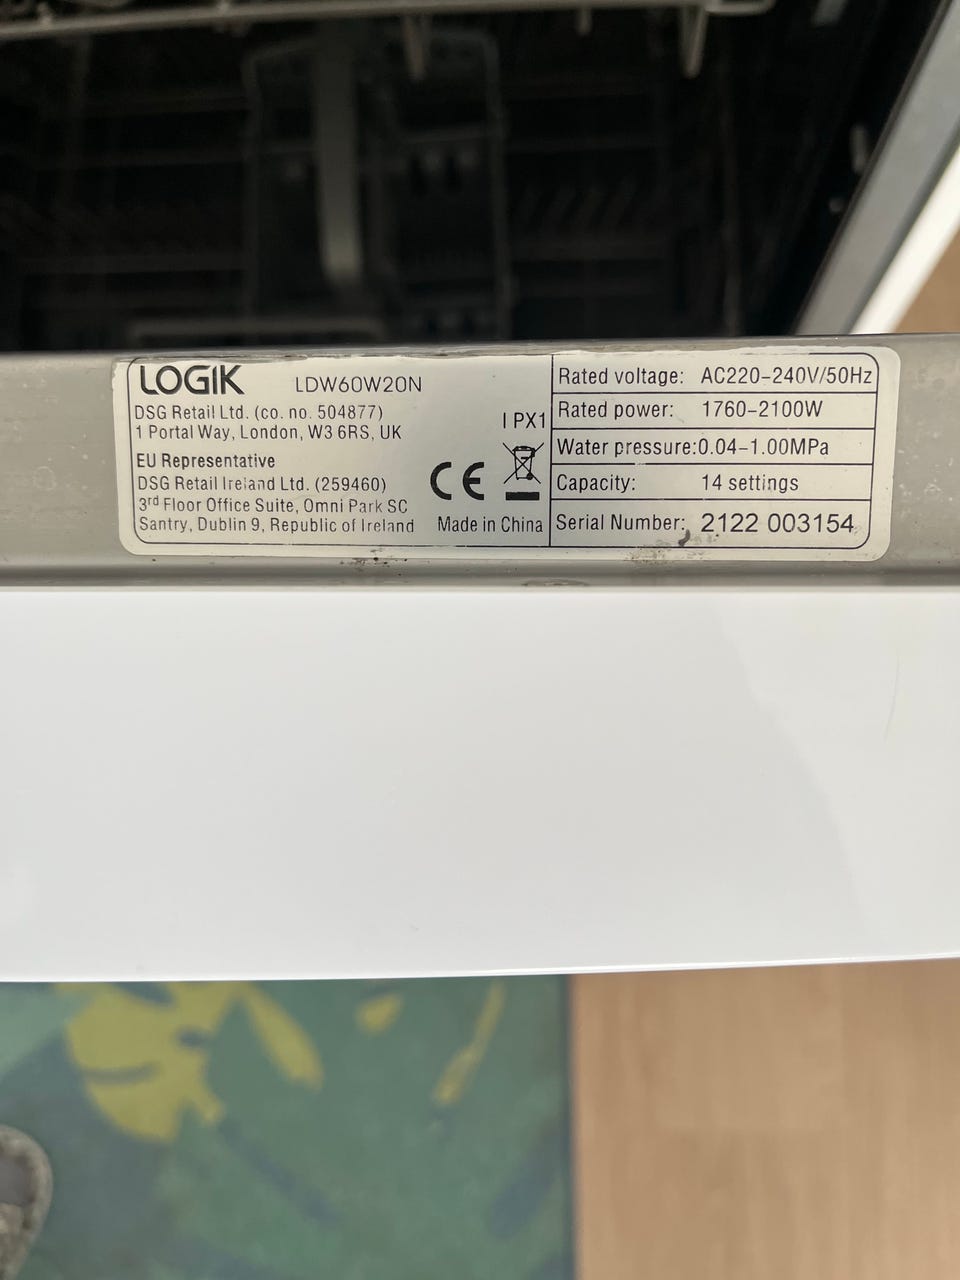 LOGIK LDW60W20N
DSG Retail Ltd. (co. no. 504877)
1 Portal Way, London, W3 6RS, UK
EU Representative
DSG Retail Ireland Ltd. (259460)
3rd Floor Office Suite, Omni Park SC
Santry, Dublin 9, Republic of Ireland
I PX1
CE
Made in China
Rated voltage: AC220-240V/50Hz
Rated power: 1760-2100W
Water pressure:0.04-1.00MPa
Capacity: 14 settings
Serial Number: 2122 003154